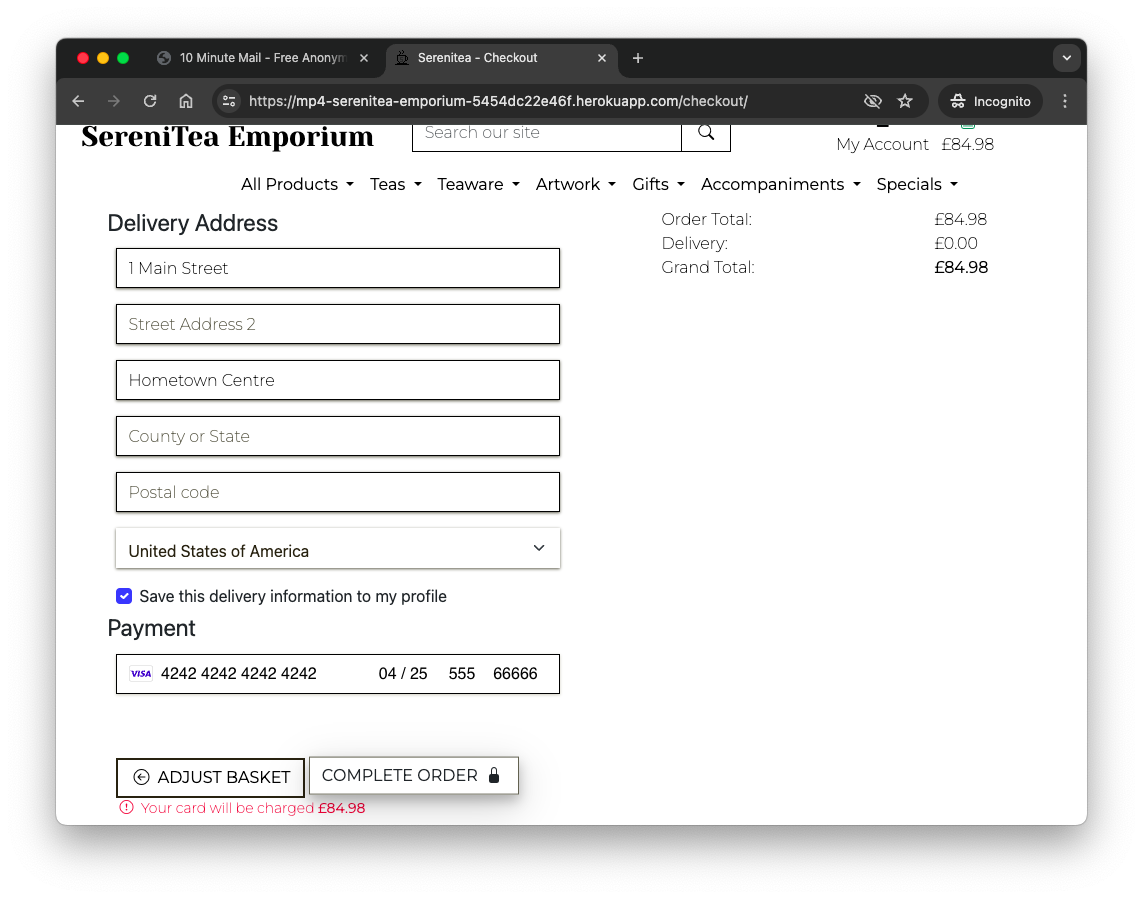 10 Minute Mail - Free Anonym
Serenitea - Checkout
https://mp4-serenitea-emporium-5454dc22e46f.herokuapp.com/checkout/
Incognito
SereniTea Emporium
Search our site
My Account
£84.98
All Products
Teas
Teaware
Artwork
Gifts
Accompaniments
Specials
Delivery Address
1 Main Street
Street Address 2
Hometown Centre
County or State
Postal code
United States of America
Save this delivery information to my profile
Payment
VISA 4242 4242 4242 4242 04 / 25 555 66666
ADJUST BASKET
COMPLETE ORDER
Your card will be charged £84.98
Order Total: £84.98
Delivery: £0.00
Grand Total: £84.98